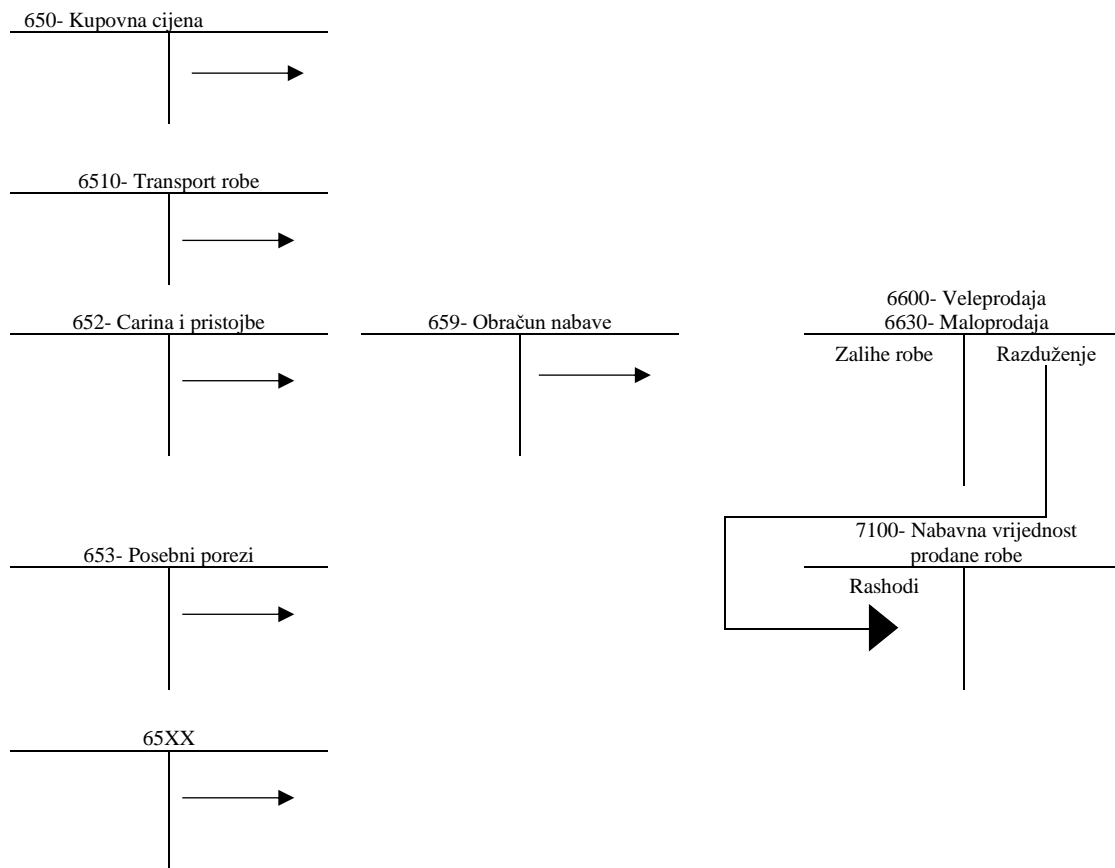 650- Kupovna cijena
6510- Transport robe
652- Carina i pristojbe
659- Obračun nabave
6600- Veleprodaja
6630- Maloprodaja
Zalihe robe
Razduženje
653- Posebni porezi
7100- Nabavna vrijednost
prodane robe
Rashodi
65XX